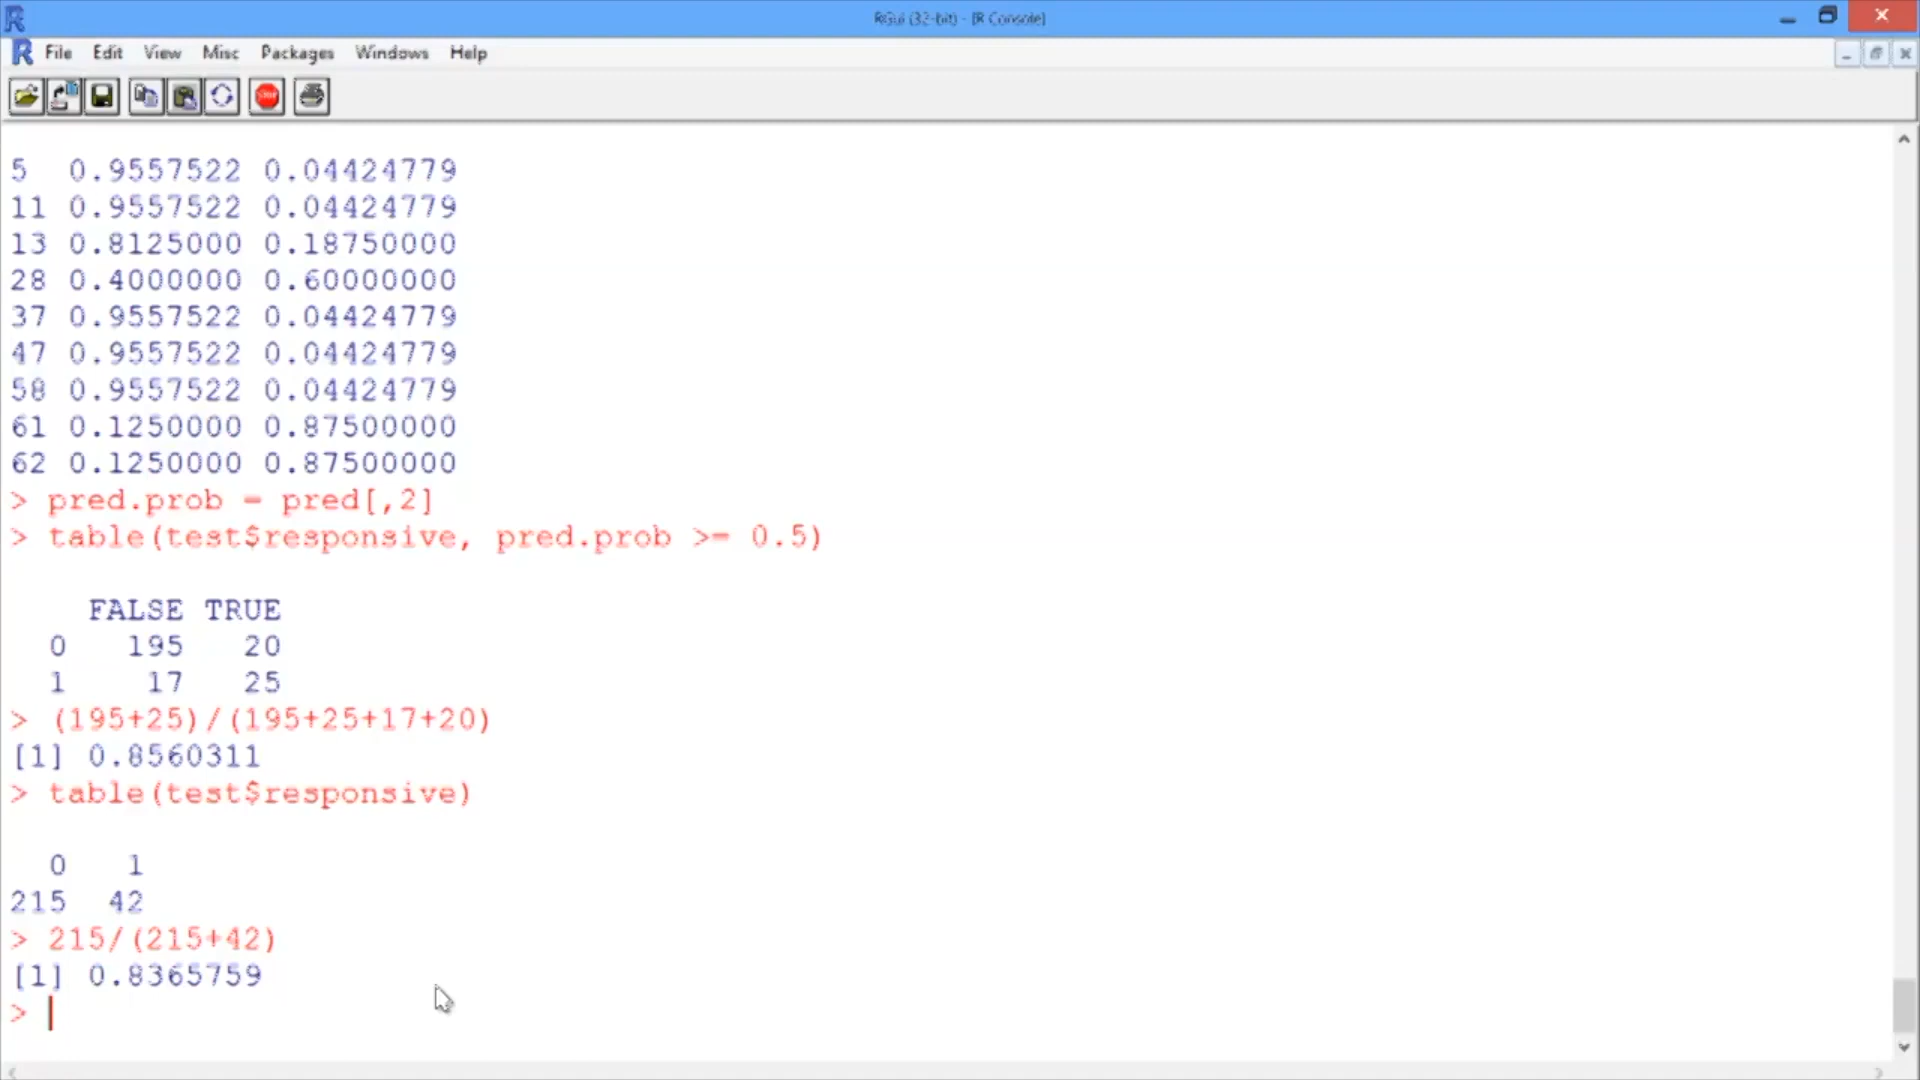 RGui (32-bit) - [R Console]
File Edit View Misc Packages Windows Help
STOP
5 0.9557522 0.04424779
11 0.9557522 0.04424779
13 0.8125000 0.18750000
28 0.4000000 0.60000000
37 0.9557522 0.04424779
47 0.9557522 0.04424779
58 0.9557522 0.04424779
61 0.1250000 0.87500000
62 0.1250000 0.87500000
> pred.prob = pred[,2]
> table(test$responsive, pred.prob >= 0.5)
FALSE TRUE
0 195 20
1 17 25
> (195+25)/(195+25+17+20)
[1] 0.8560311
> table(test$responsive)
0 1
215 42
> 215/(215+42)
[1] 0.8365759
>